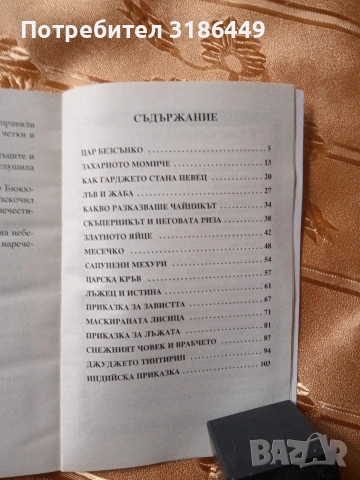 Потребител 3186449
СЪДЪРЖАНИЕ
ЦАР БЕЗСЪНКО 5
ЗАХАРНОТО МОМИЧЕ 13
КАК ГАРДЖЕТО СТАНА ПЕВЕЦ 20
ЛЪВ И ЖАБА 27
КАКВО РАЗКАЗВАШЕ ЧАЙНИКЪТ 34
СКЪПЕРНИКЪТ И НЕГОВАТА РИЗА 38
ЗЛАТНОТО ЯЙЦЕ 42
МЕСЕЧКО 48
САПУНЕНИ МЕХУРИ 54
ЦАРСКА КРЪВ 57
ЛЪЖЕЦ И ИСТИНА 61
ПРИКАЗКА ЗА ЗАВИСТТА 67
МАСКИРАНАТА ЛИСИЦА 71
ПРИКАЗКА ЗА ЛЪЖАТА 81
СНЕЖНИЯТ ЧОВЕК И ВРАБЧЕТО 87
ДЖУДЖЕТО ТИНТИРИН 94
ИНДИЙСКА ПРИКАЗКА 103
BAZAR